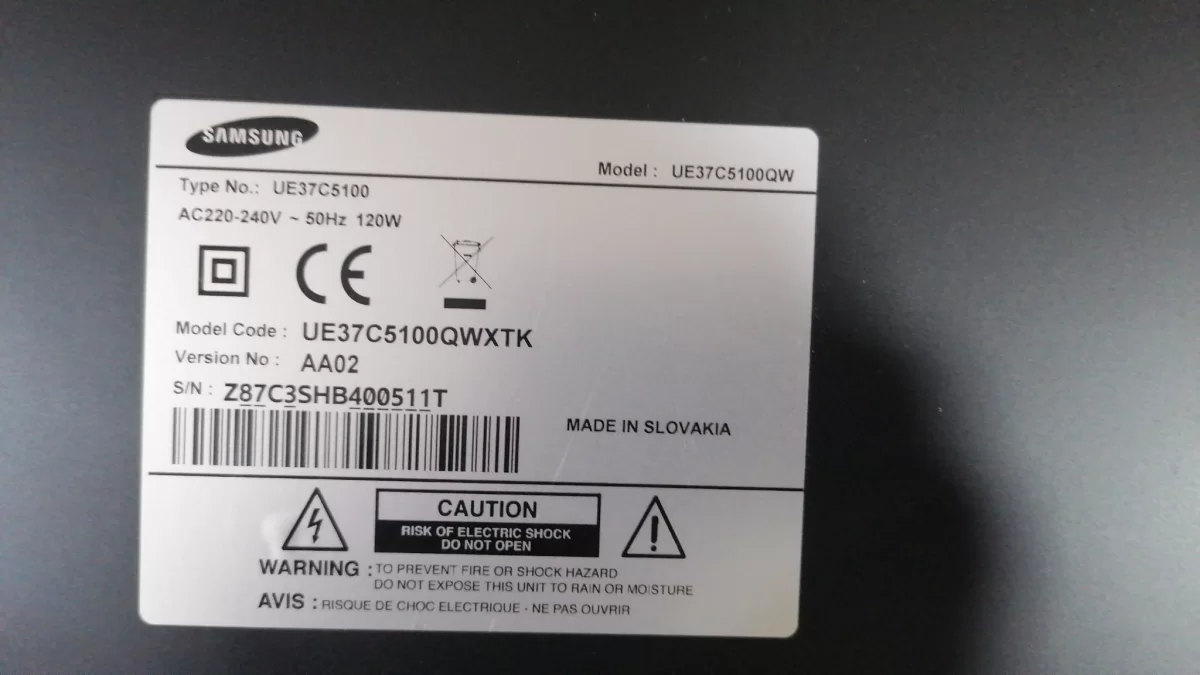 SAMSUNG
Model : UE37C5100QW
Type No.: UE37C5100
AC220-240V ~ 50Hz 120W
CE
Model Code : UE37C5100QWXTK
Version No : AA02
S/N : Z87C3SHB400511T
MADE IN SLOVAKIA
CAUTION
RISK OF ELECTRIC SHOCK
DO NOT OPEN
WARNING : TO PREVENT FIRE OR SHOCK HAZARD
DO NOT EXPOSE THIS UNIT TO RAIN OR MOISTURE
AVIS : RISQUE DE CHOC ELECTRIQUE - NE PAS OUVRIR